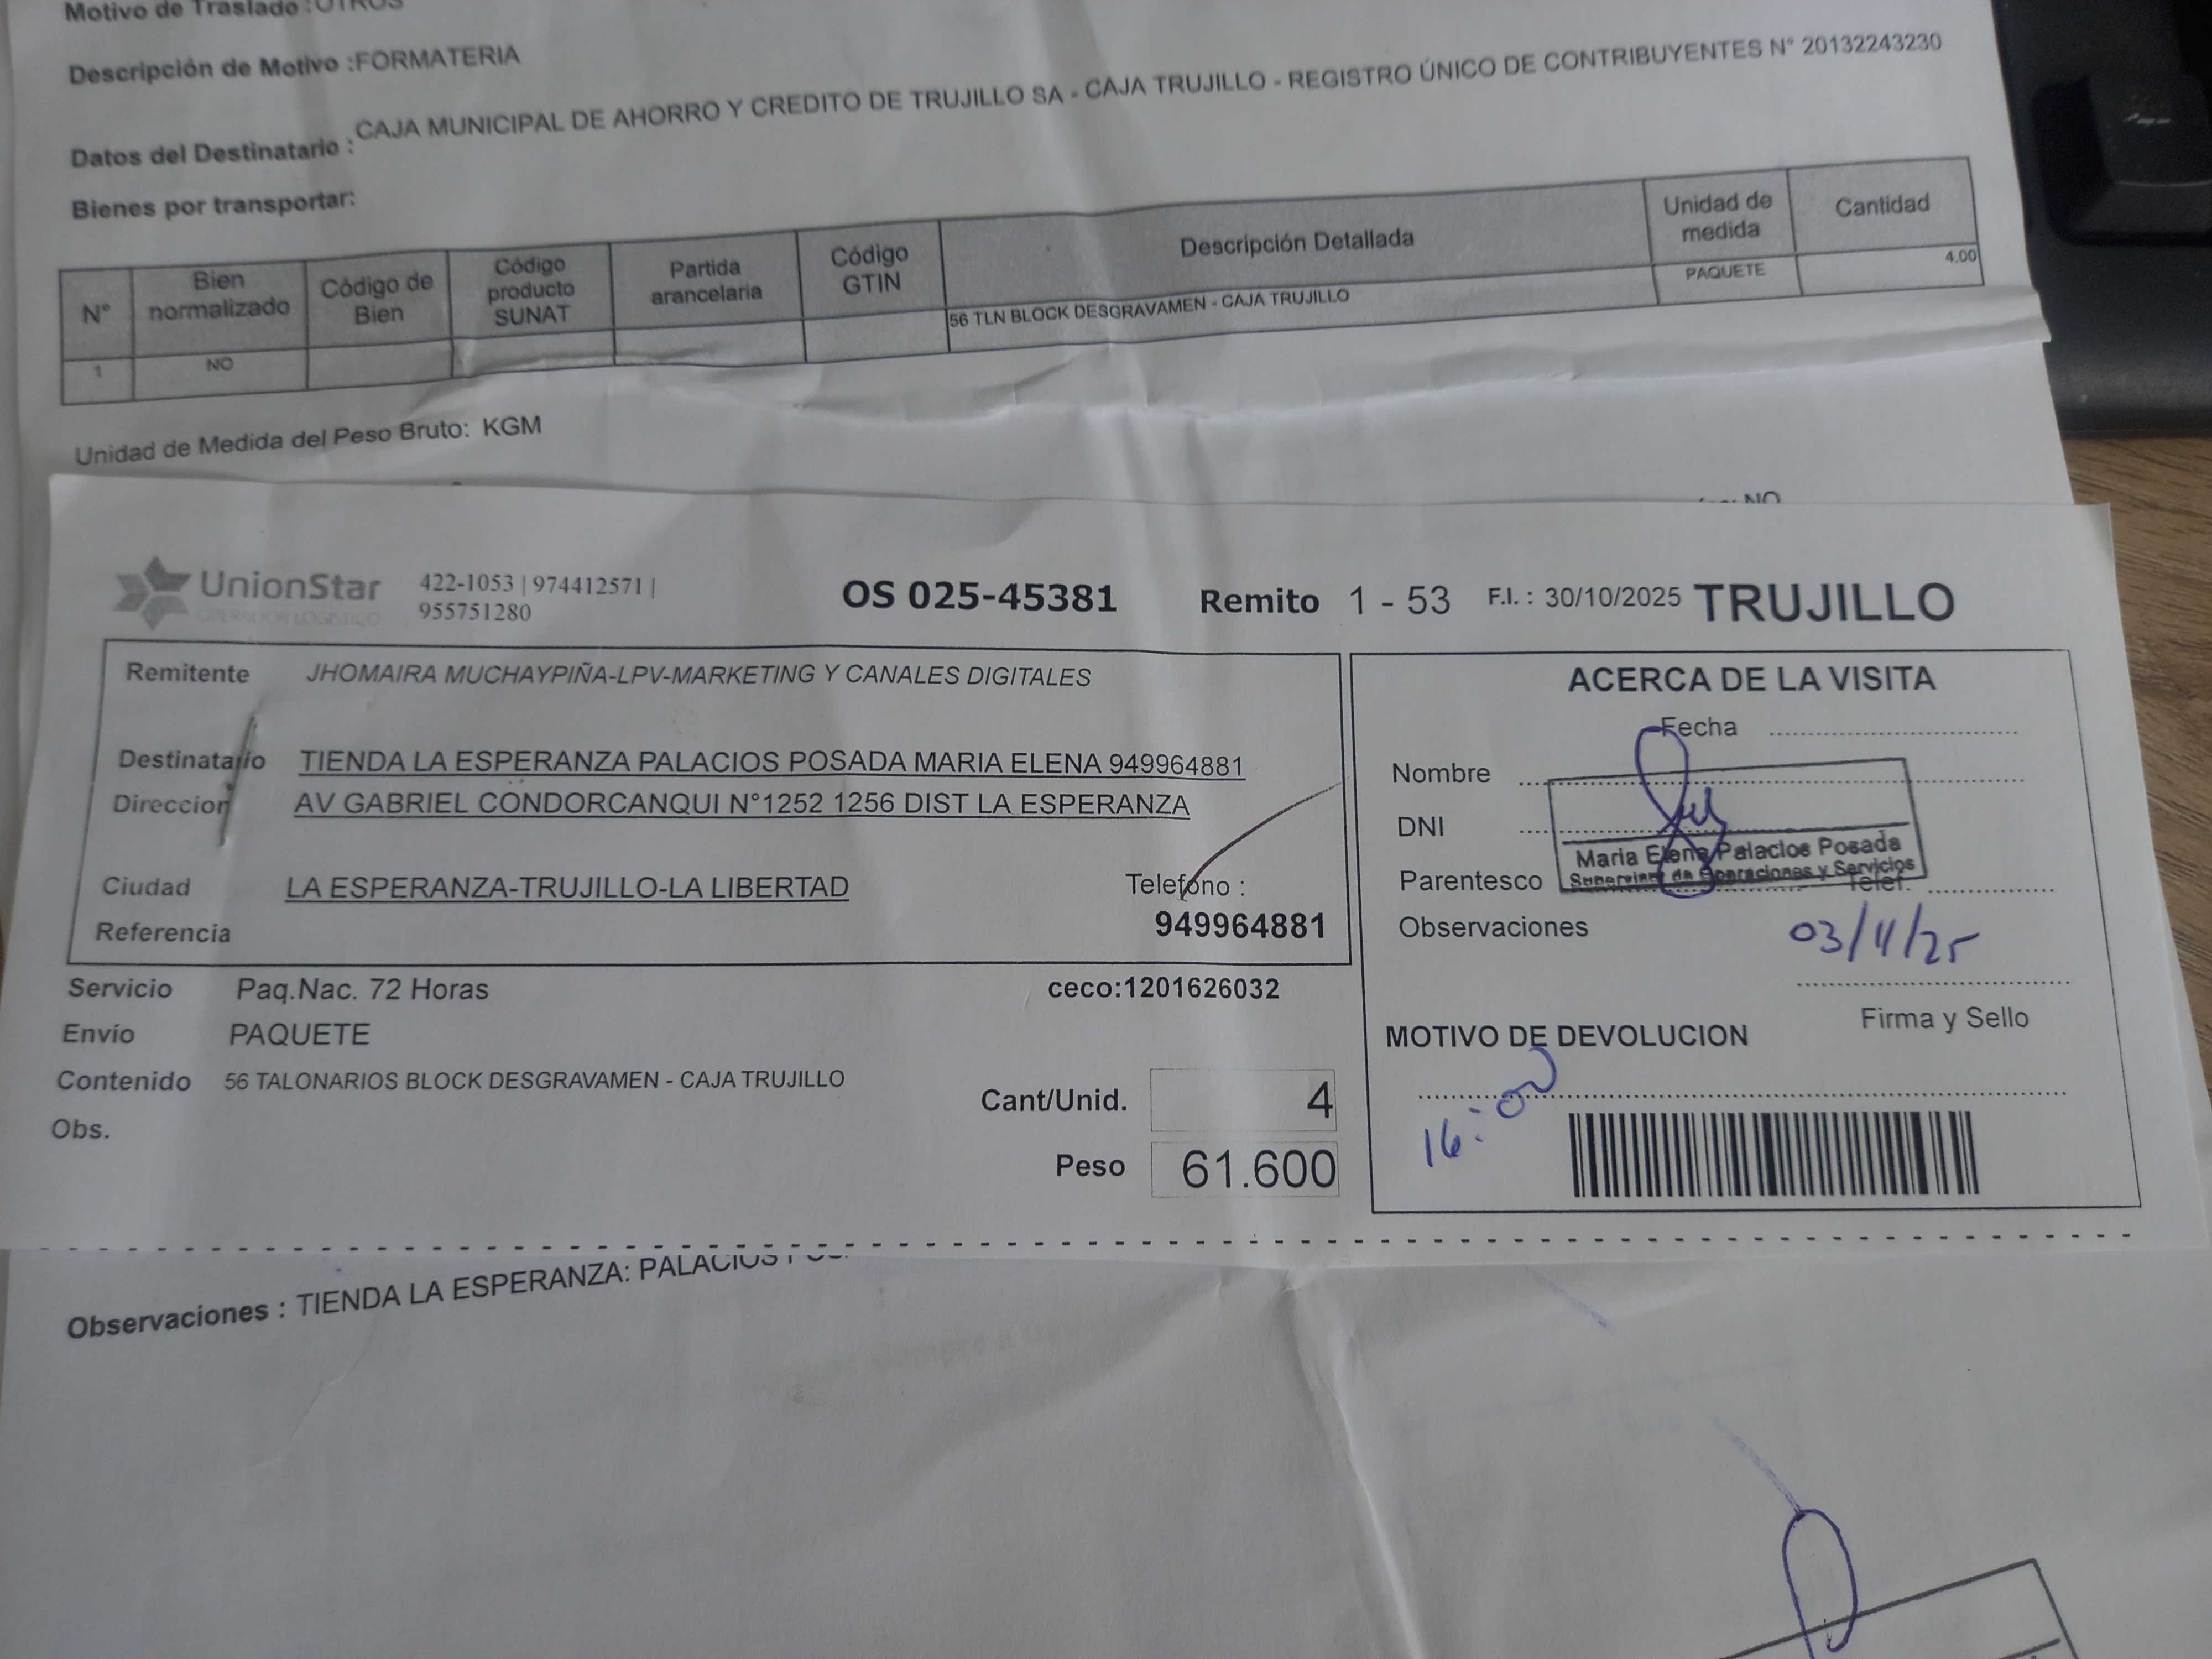 Motivo de Traslado : OTROS
Descripción de Motivo :FORMATERIA
Datos del Destinatario : CAJA MUNICIPAL DE AHORRO Y CREDITO DE TRUJILLO SA - CAJA TRUJILLO - REGISTRO ÚNICO DE CONTRIBUYENTES N° 20132243230
Bienes por transportar:
N° Bien normalizado Código de Bien Código producto SUNAT Partida arancelaria Código GTIN Descripción Detallada Unidad de medida Cantidad
1 NO 56 TLN BLOCK DESGRAVAMEN - CAJA TRUJILLO PAQUETE 4.00
Unidad de Medida del Peso Bruto: KGM
NO
UnionStar
OPERADOR LOGISTICO
422-1053 | 974412571 |
955751280
OS 025-45381 Remito 1 - 53 F.I. : 30/10/2025 TRUJILLO
Remitente JHOMAIRA MUCHAYPIÑA-LPV-MARKETING Y CANALES DIGITALES
Destinatario TIENDA LA ESPERANZA PALACIOS POSADA MARIA ELENA 949964881
Direccion AV GABRIEL CONDORCANQUI N°1252 1256 DIST LA ESPERANZA
Ciudad LA ESPERANZA-TRUJILLO-LA LIBERTAD Telefono :
Referencia 949964881
Servicio Paq.Nac. 72 Horas ceco:1201626032
Envío PAQUETE
Contenido 56 TALONARIOS BLOCK DESGRAVAMEN - CAJA TRUJILLO
Cant/Unid. 4
Obs.
Peso 61.600
ACERCA DE LA VISITA
Fecha
Nombre
DNI
Maria Elena Palacios Posada
Supervisora de Operaciones y Servicios
Parentesco Telef.
Observaciones
03/11/25
Firma y Sello
MOTIVO DE DEVOLUCION
16:00
Observaciones : TIENDA LA ESPERANZA: PALACIOS